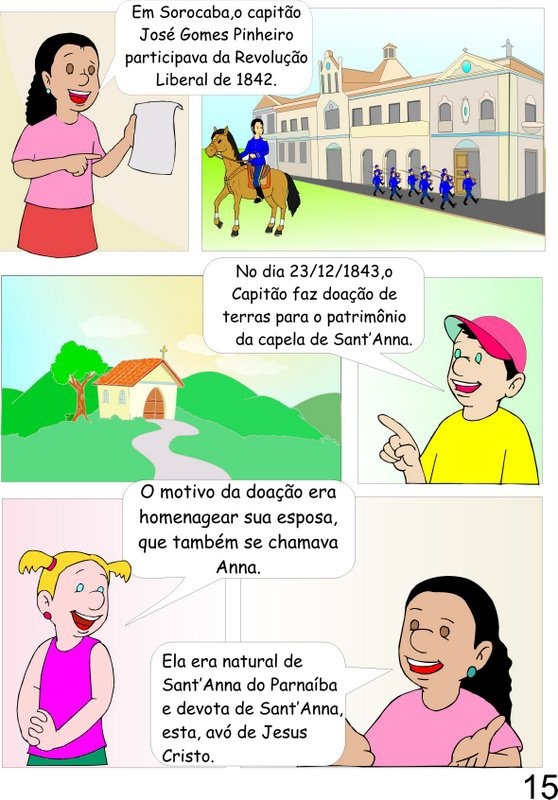 Em Sorocaba,o capitão
José Gomes Pinheiro
participava da Revolução
Liberal de 1842.
No dia 23/12/1843,o
Capitão faz doação de
terras para o patrimônio
da capela de Sant'Anna.
O motivo da doação era
homenagear sua esposa,
que também se chamava
Anna.
Ela era natural de
Sant'Anna do Parnaíba
e devota de Sant'Anna,
esta, avó de Jesus
Cristo.
15